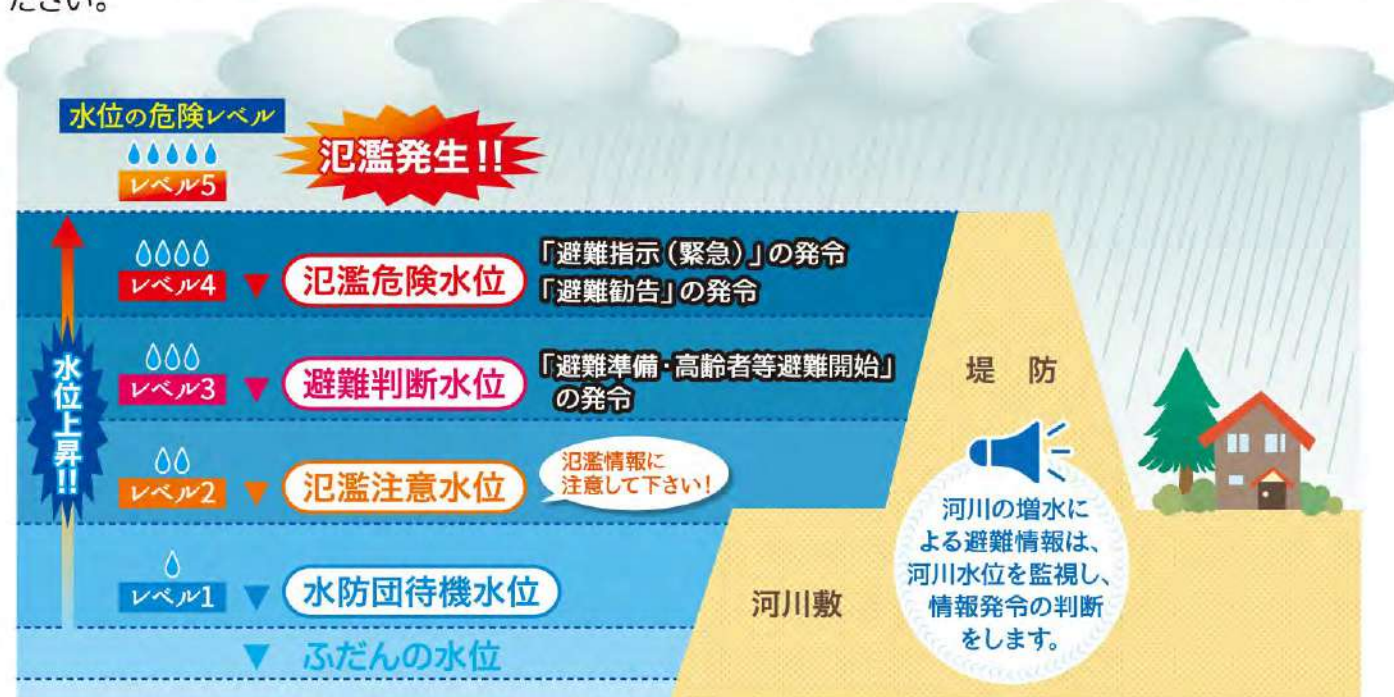 ださい。
水位の危険レベル
レベル5
氾濫発生!!
レベル4
▼
氾濫危険水位
「避難指示(緊急)」の発令
「避難勧告」の発令
水位上昇!!
レベル3
▼
避難判断水位
「避難準備・高齢者等避難開始」
の発令
レベル2
▼
氾濫注意水位
氾濫情報に
注意して下さい!
レベル1
▼
水防団待機水位
▼ ふだんの水位
河川敷
堤 防
河川の増水に
よる避難情報は、
河川水位を監視し、
情報発令の判断
をします。